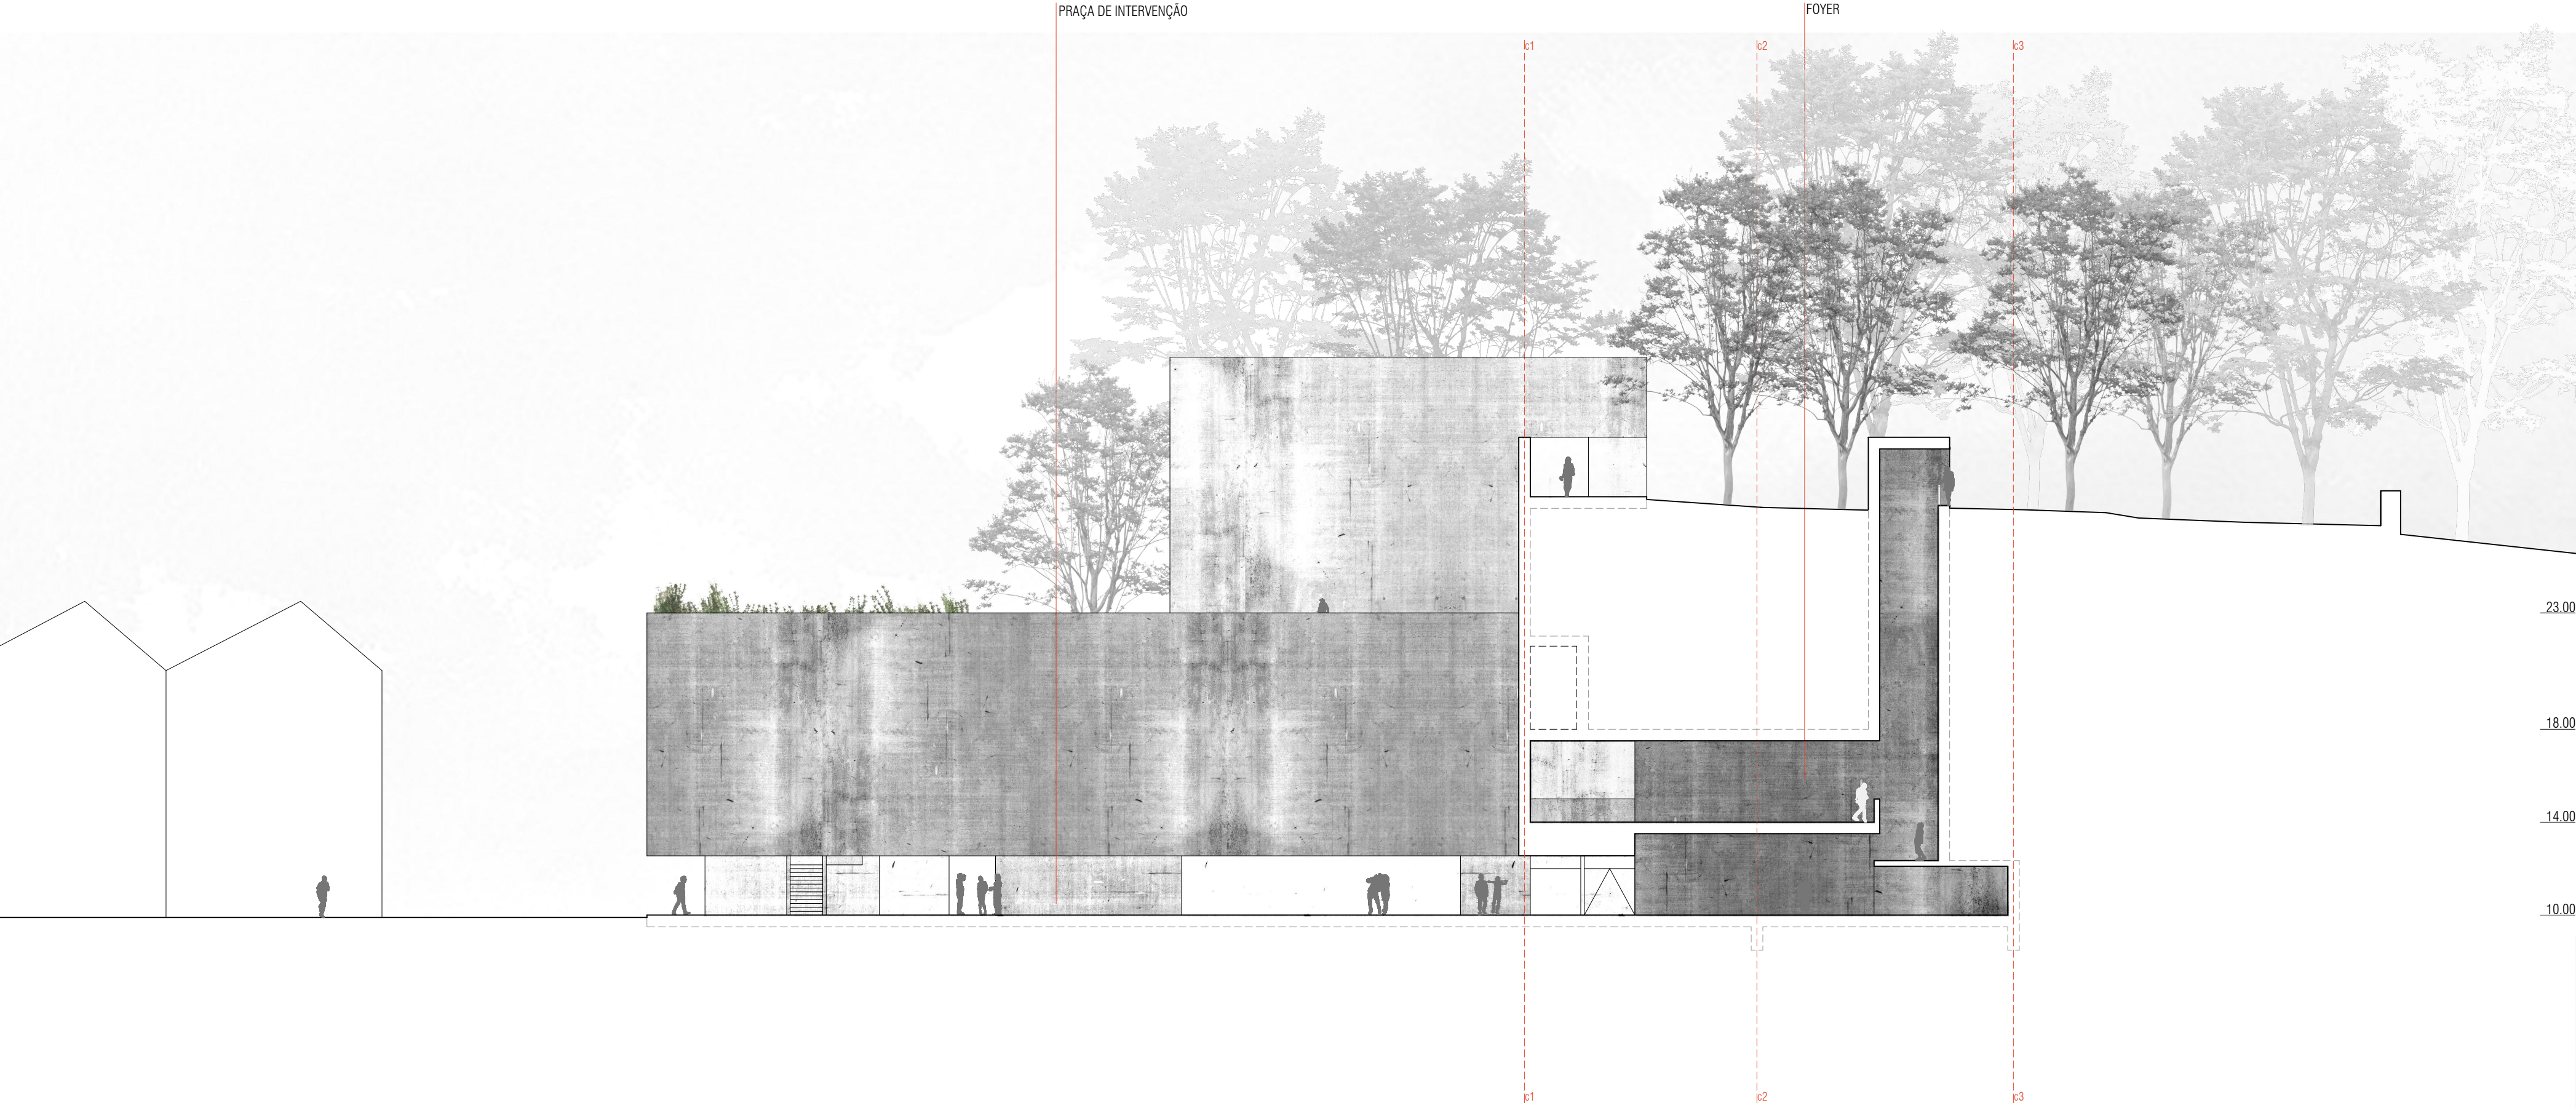 PRAÇA DE INTERVENÇÃO
FOYER
c1
c2
c3
23.00
18.00
14.00
10.00
c1
c2
c3